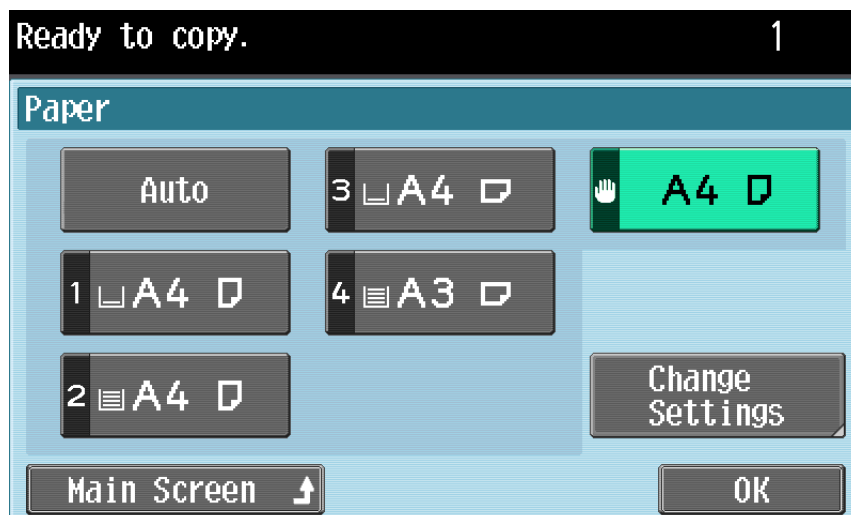 Ready to copy. 1
Paper
Auto
3 A4
A4
1 A4
4 A3
2 A4
Change
Settings
Main Screen
OK